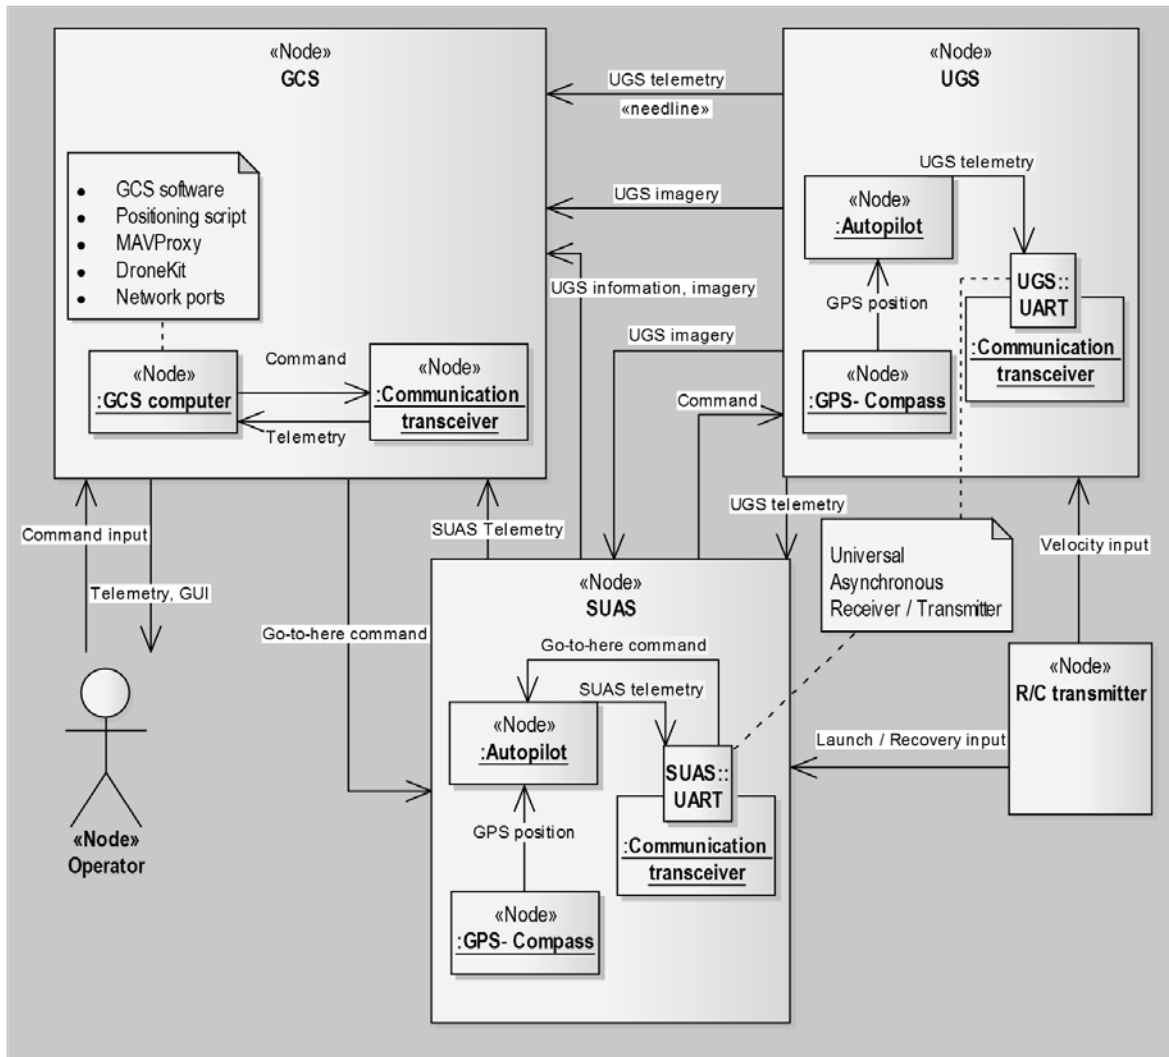 «Node»
GCS
• GCS software
• Positioning script
• MAVProxy
• DroneKit
• Network ports
«Node»
:GCS computer
Command
Telemetry
«Node»
:Communication
transceiver
UGS telemetry
«needline»
UGS imagery
UGS information, imagery
UGS imagery
Command
«Node»
UGS
UGS telemetry
«Node»
:Autopilot
GPS position
«Node»
:GPS- Compass
UGS::
UART
:Communication
transceiver
Command input
Telemetry, GUI
Go-to-here command
SUAS Telemetry
UGS telemetry
Velocity input
Universal
Asynchronous
Receiver / Transmitter
«Node»
Operator
«Node»
SUAS
Go-to-here command
SUAS telemetry
«Node»
:Autopilot
GPS position
«Node»
:GPS- Compass
SUAS::
UART
:Communication
transceiver
Launch / Recovery input
«Node»
R/C transmitter